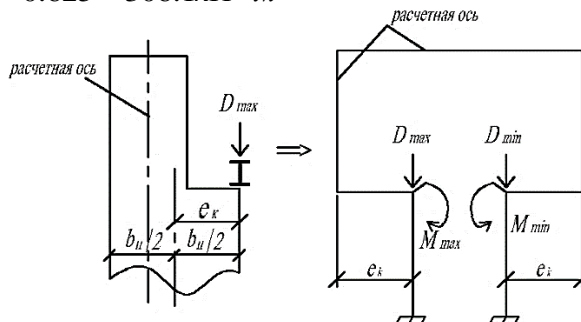 расчетная ось
расчетная ось
D max
D max
D min
e к
b н/2
b н/2
M max
M min
e k
e k